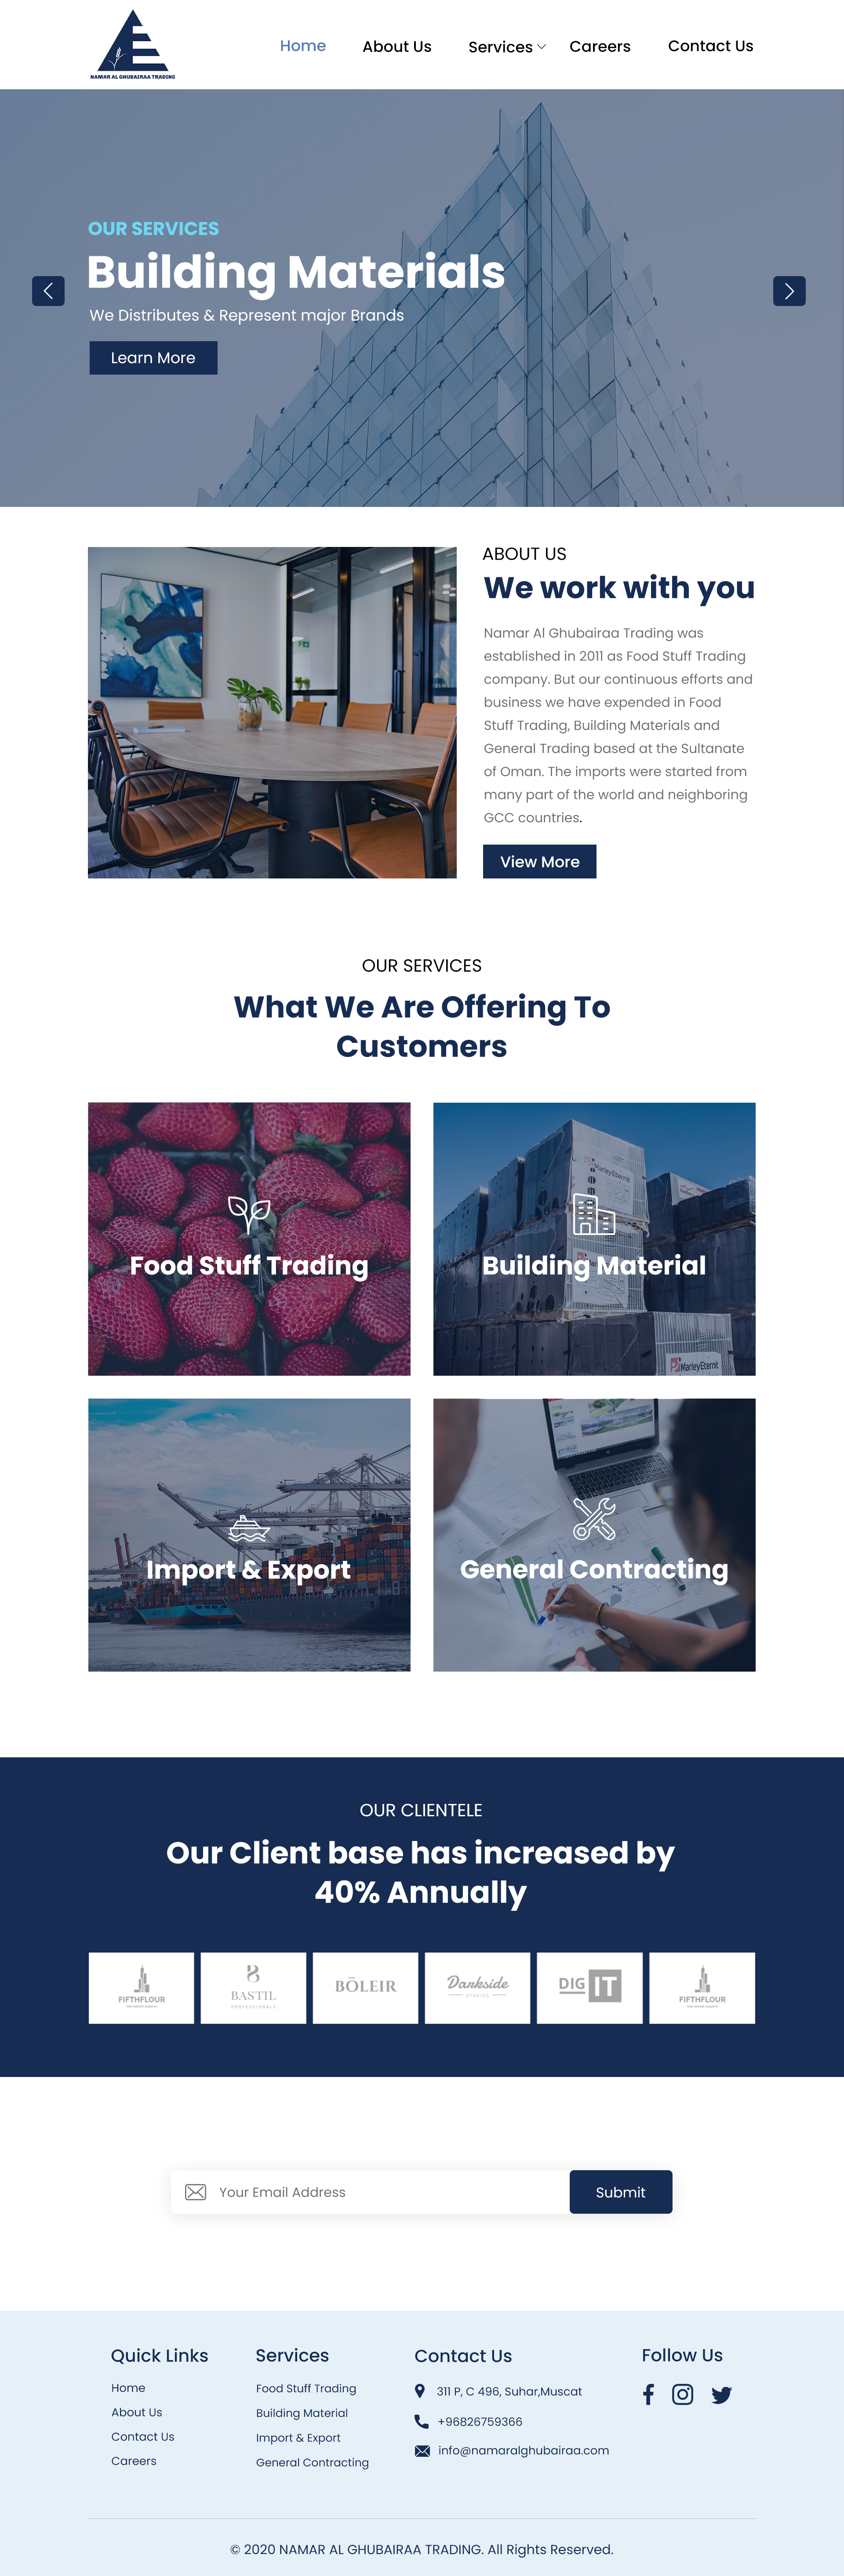 NAMAR AL GHUBAIRAA TRADING
Home
About Us
Services
Careers
Contact Us
OUR SERVICES
Building Materials
We Distributes & Represent major Brands
Learn More
ABOUT US
We work with you
Namar Al Ghubairaa Trading was
established in 2011 as Food Stuff Trading
company. But our continuous efforts and
business we have expended in Food
Stuff Trading, Building Materials and
General Trading based at the Sultanate
of Oman. The imports were started from
many part of the world and neighboring
GCC countries.
View More
OUR SERVICES
What We Are Offering To
Customers
Food Stuff Trading
MarleyEternit
Building Material
MarleyEternit
Import & Export
General Contracting
OUR CLIENTELE
Our Client base has increased by
40% Annually
FIFTHFLOUR
BASTIL
PROFESSIONALS
BŌLEIR
Darkside
STUDIOS
DIG IT
FIFTHFLOUR
Your Email Address
Submit
Quick Links
Home
About Us
Contact Us
Careers
Services
Food Stuff Trading
Building Material
Import & Export
General Contracting
Contact Us
311 P, C 496, Suhar,Muscat
+96826759366
info@namaralghubairaa.com
Follow Us
© 2020 NAMAR AL GHUBAIRAA TRADING. All Rights Reserved.